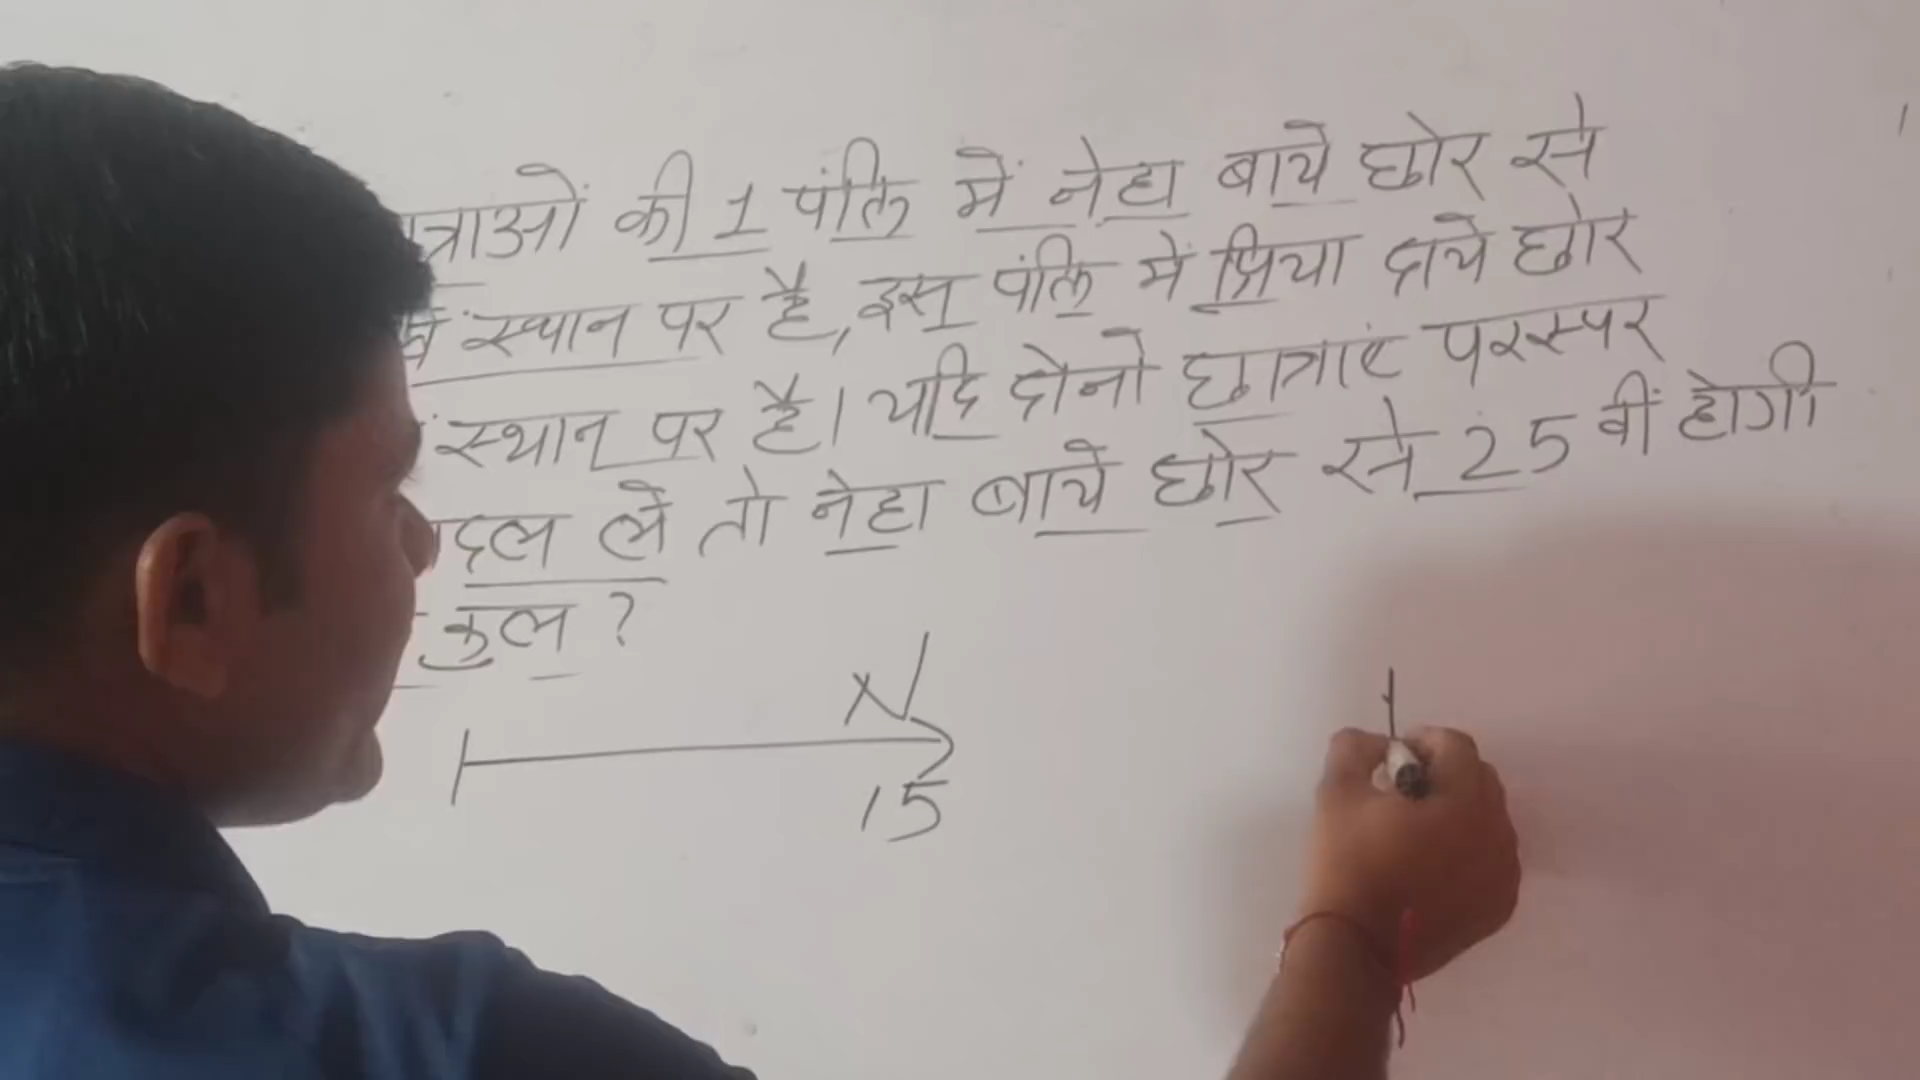 त्राओं की 1 पंक्ति में नेहा बाये छोर से
वें स्थान पर है, इस पंक्ति में प्रिया दाये छोर
स्थान पर है। यदि दोनो छात्राएं परस्पर
दल ले तो नेहा बाये छोर से 25 वीं होगी
कुल ?
N
15